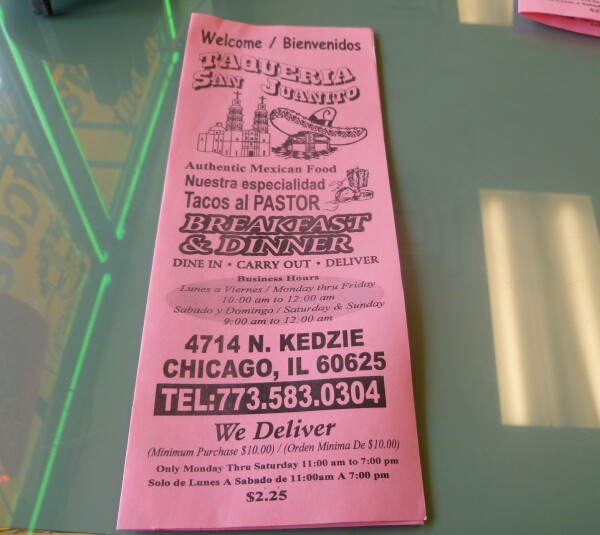 Welcome / Bienvenidos
TAQUERIA
SAN JUANITO
Authentic Mexican Food
Nuestra especialidad
Tacos al PASTOR
BREAKFAST
& DINNER
DINE IN • CARRY OUT • DELIVER
Business Hours
Lunes a Viernes / Monday thru Friday
10:00 am to 12:00 am
Sabado y Domingo / Saturday & Sunday
9:00 am to 12:00 am
4714 N. KEDZIE
CHICAGO, IL 60625
TEL:773.583.0304
We Deliver
(Minimum Purchase $10.00) / (Orden Minima De $10.00)
Only Monday Thru Saturday 11:00 am to 7:00 pm
Solo de Lunes A Sabado de 11:00am A 7:00 pm
$2.25